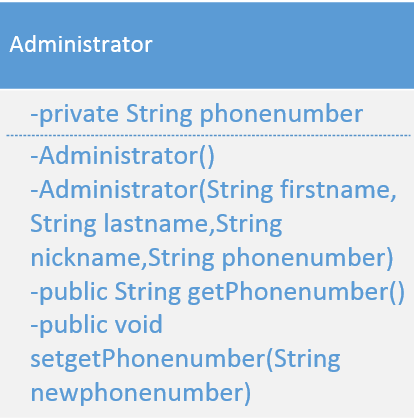 Administrator
-private String phonenumber
-Administrator()
-Administrator(String firstname,
String lastname,String
nickname,String phonenumber)
-public String getPhonenumber()
-public void
setgetPhonenumber(String
newphonenumber)